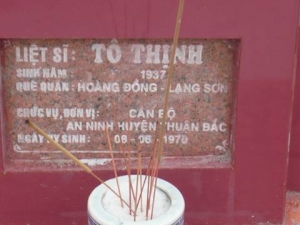 LIỆT SĨ: TÔ THỊNH
SINH NĂM : 1937
QUÊ QUÁN: HOÀNG ĐỒNG - LẠNG SƠN
CHỨC VỤ, ĐƠN VỊ: CÁN BỘ
AN NINH HUYỆN THUẬN BẮC
NGÀY HY SINH: 08 - 06 - 1970